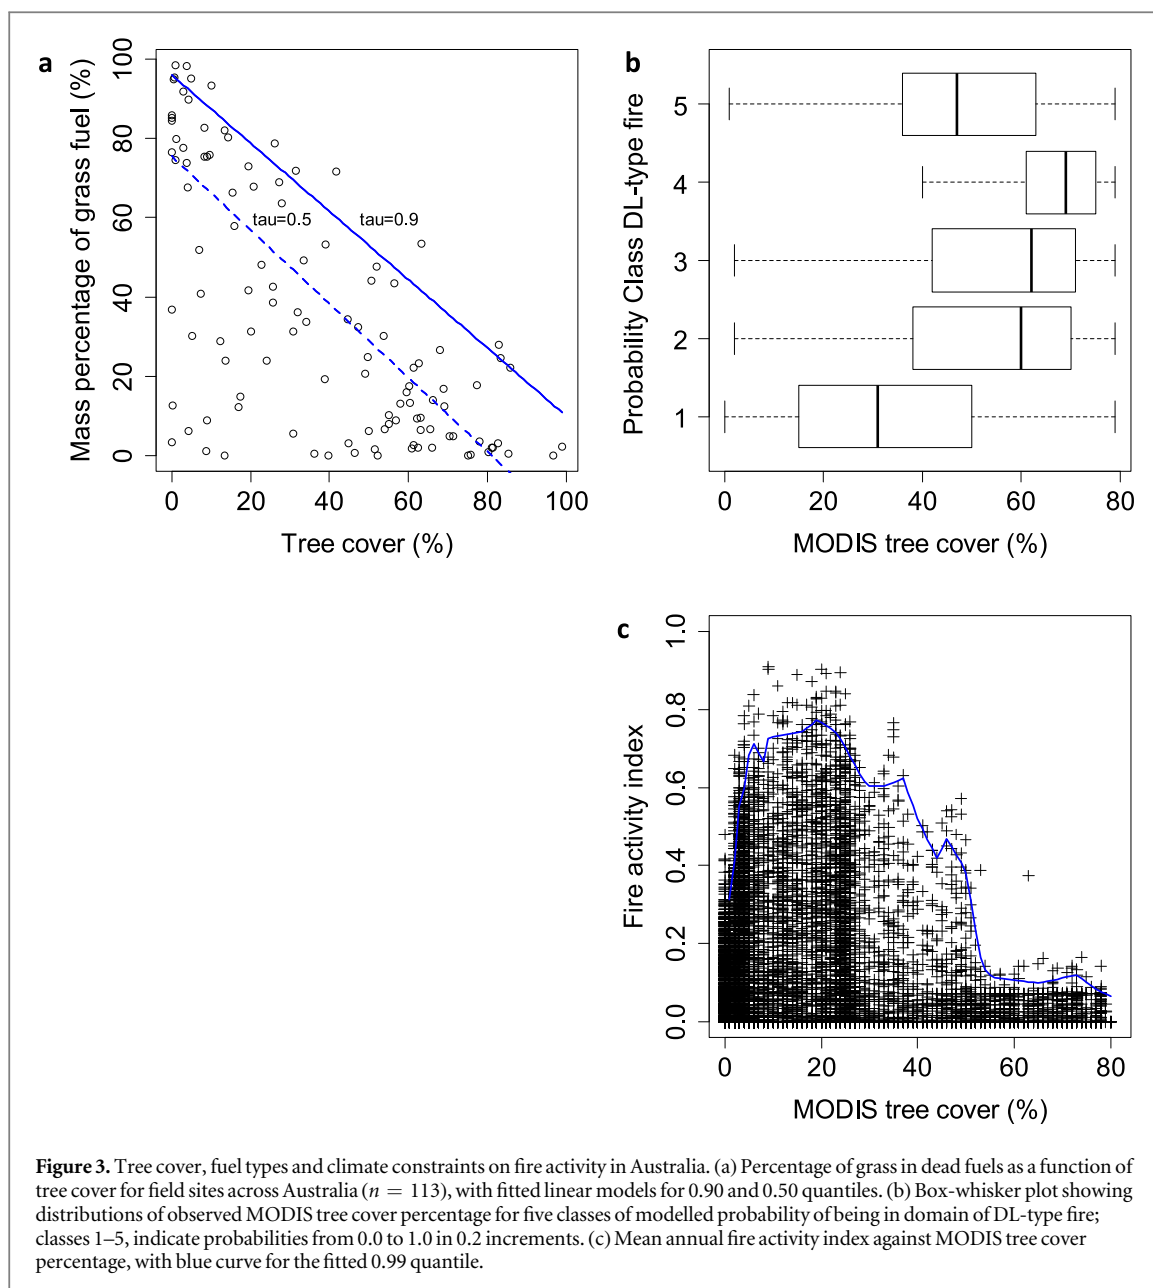 a
Mass percentage of grass fuel (%)
100
80
60
40
20
0
tau=0.5
tau=0.9
0 20 40 60 80 100
Tree cover (%)
b
Probability Class DL-type fire
5
4
3
2
1
0 20 40 60 80
MODIS tree cover (%)
c
Fire activity index
1.0
0.8
0.6
0.4
0.2
0.0
0 20 40 60 80
MODIS tree cover (%)
Figure 3. Tree cover, fuel types and climate constraints on fire activity in Australia. (a) Percentage of grass in dead fuels as a function of
tree cover for field sites across Australia (n = 113), with fitted linear models for 0.90 and 0.50 quantiles. (b) Box-whisker plot showing
distributions of observed MODIS tree cover percentage for five classes of modelled probability of being in domain of DL-type fire;
classes 1–5, indicate probabilities from 0.0 to 1.0 in 0.2 increments. (c) Mean annual fire activity index against MODIS tree cover
percentage, with blue curve for the fitted 0.99 quantile.